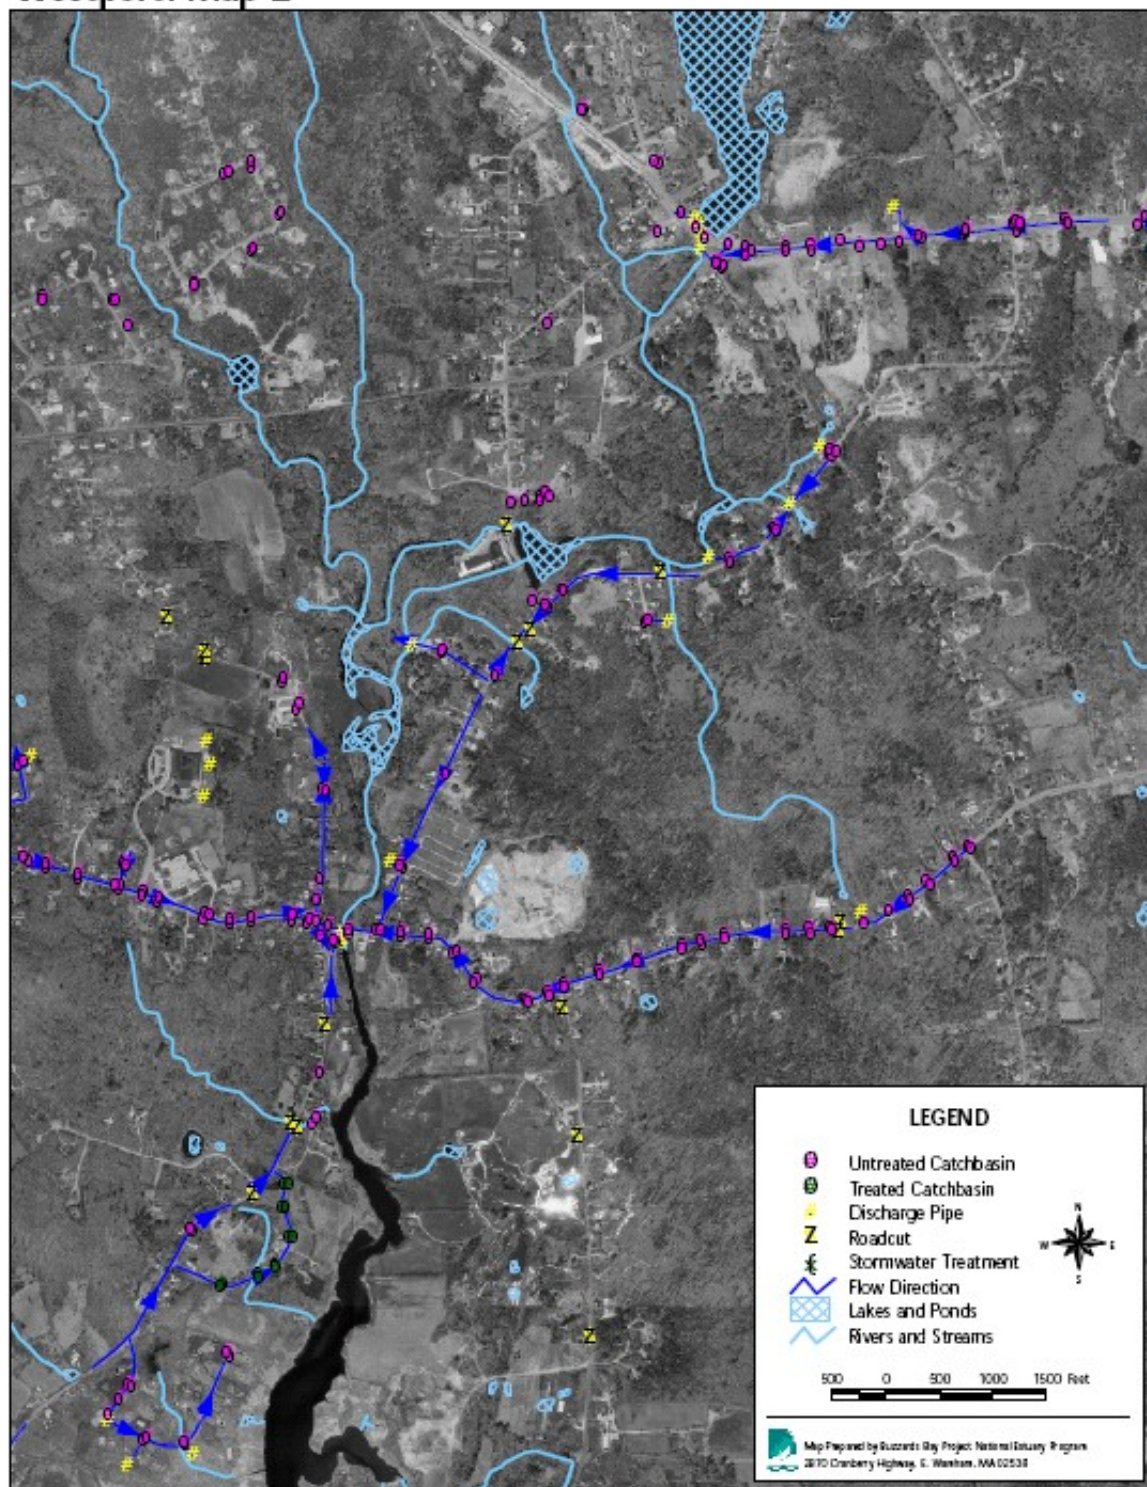 LEGEND
Untreated Catchbasin
Treated Catchbasin
Discharge Pipe
Roadcut
Stormwater Treatment
Flow Direction
Lakes and Ponds
Rivers and Streams
N
W E
S
500 0 500 1000 1500 Feet
Map Prepared by Buzzards Bay Project National Estuary Program
2870 Cranberry Highway, E. Wareham, MA 02538